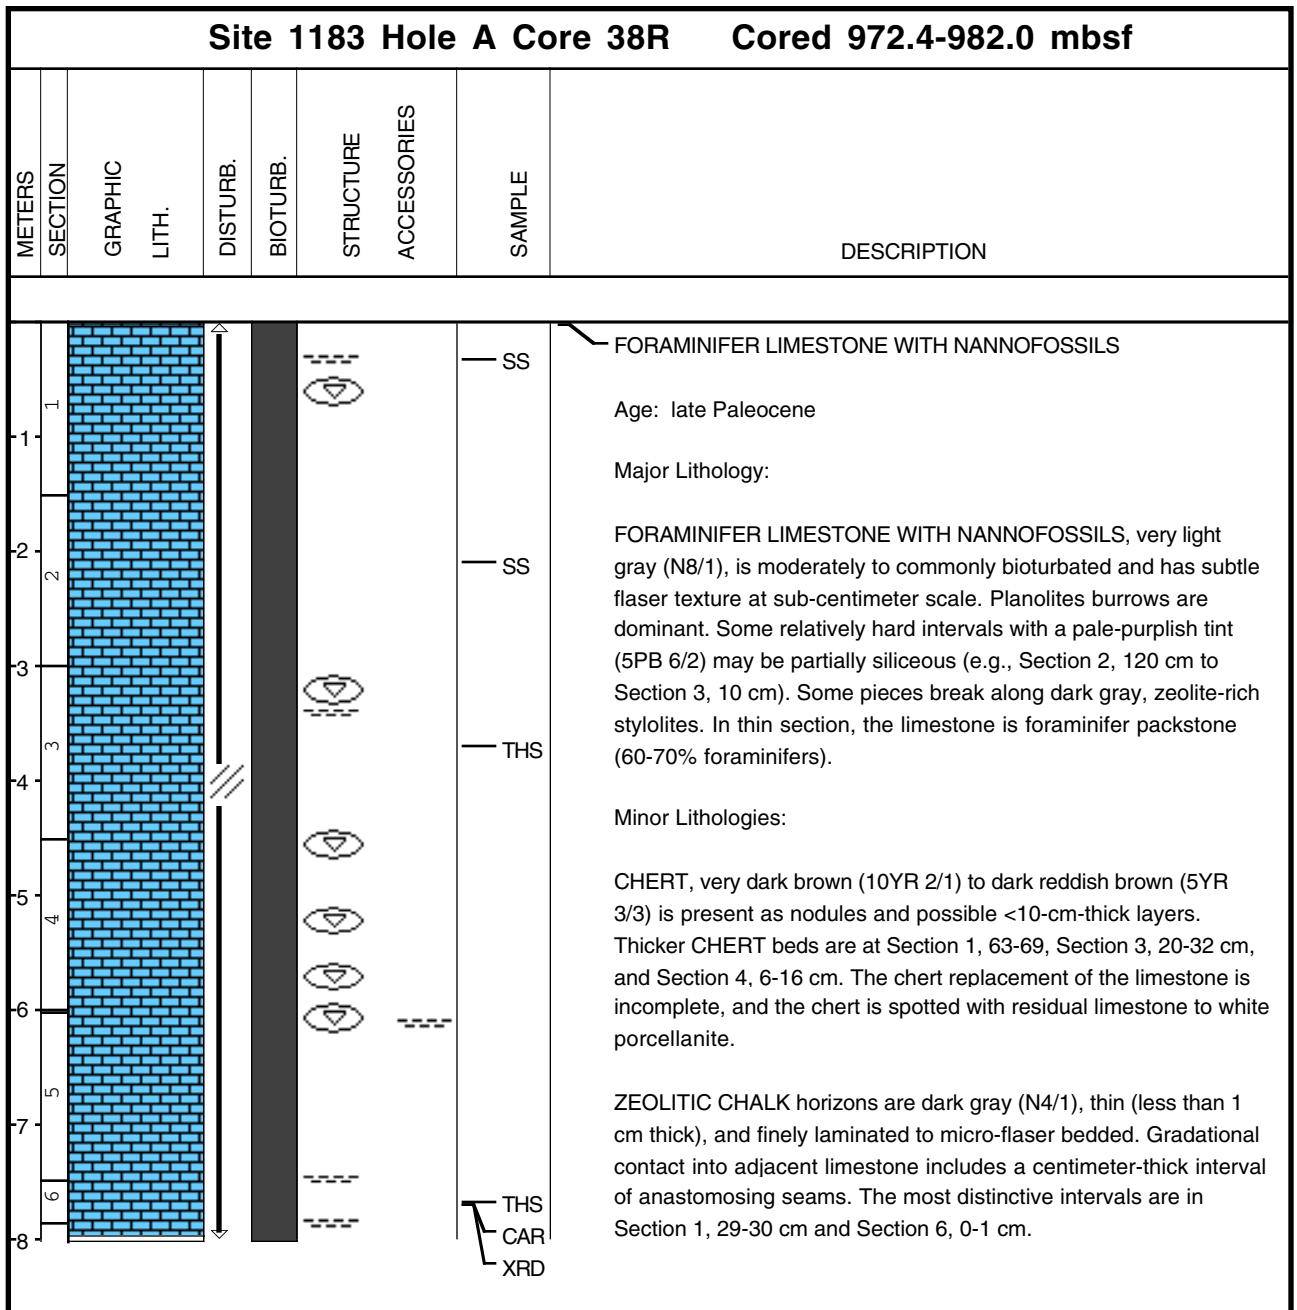 Site 1183 Hole A Core 38R Cored 972.4-982.0 mbsf
METERS
SECTION
GRAPHIC
LITH.
DISTURB.
BIOTURB.
STRUCTURE
ACCESSORIES
SAMPLE
DESCRIPTION
1
2
3
4
5
6
7
8
1
2
3
4
5
6
SS
SS
THS
THS
CAR
XRD
FORAMINIFER LIMESTONE WITH NANNOFOSSILS
Age: late Paleocene
Major Lithology:
FORAMINIFER LIMESTONE WITH NANNOFOSSILS, very light
gray (N8/1), is moderately to commonly bioturbated and has subtle
flaser texture at sub-centimeter scale. Planolites burrows are
dominant. Some relatively hard intervals with a pale-purplish tint
(5PB 6/2) may be partially siliceous (e.g., Section 2, 120 cm to
Section 3, 10 cm). Some pieces break along dark gray, zeolite-rich
stylolites. In thin section, the limestone is foraminifer packstone
(60-70% foraminifers).
Minor Lithologies:
CHERT, very dark brown (10YR 2/1) to dark reddish brown (5YR
3/3) is present as nodules and possible <10-cm-thick layers.
Thicker CHERT beds are at Section 1, 63-69, Section 3, 20-32 cm,
and Section 4, 6-16 cm. The chert replacement of the limestone is
incomplete, and the chert is spotted with residual limestone to white
porcellanite.
ZEOLITIC CHALK horizons are dark gray (N4/1), thin (less than 1
cm thick), and finely laminated to micro-flaser bedded. Gradational
contact into adjacent limestone includes a centimeter-thick interval
of anastomosing seams. The most distinctive intervals are in
Section 1, 29-30 cm and Section 6, 0-1 cm.